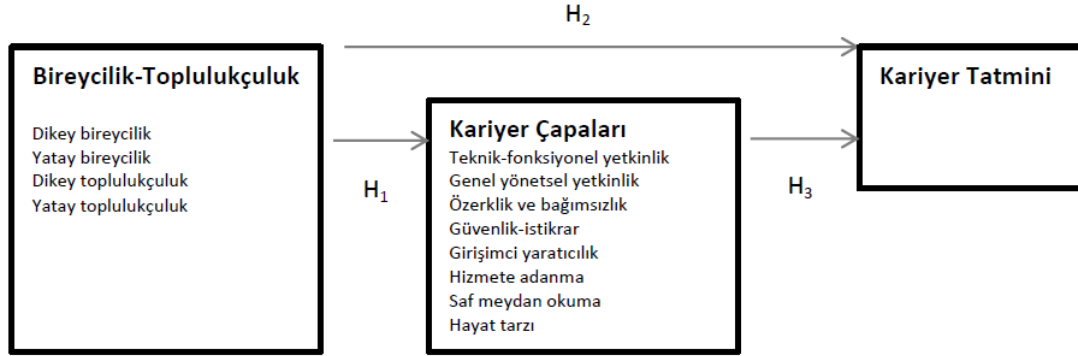 H2
Bireycilik-Toplulukçuluk
Dikey bireycilik
Yatay bireycilik
Dikey toplulukçuluk
Yatay toplulukçuluk
H1
Kariyer Çapaları
Teknik-fonksiyonel yetkinlik
Genel yönetsel yetkinlik
Özerklik ve bağımsızlık
Güvenlik-istikrar
Girişimci yaratıcılık
Hizmete adanma
Saf meydan okuma
Hayat tarzı
H3
Kariyer Tatmini